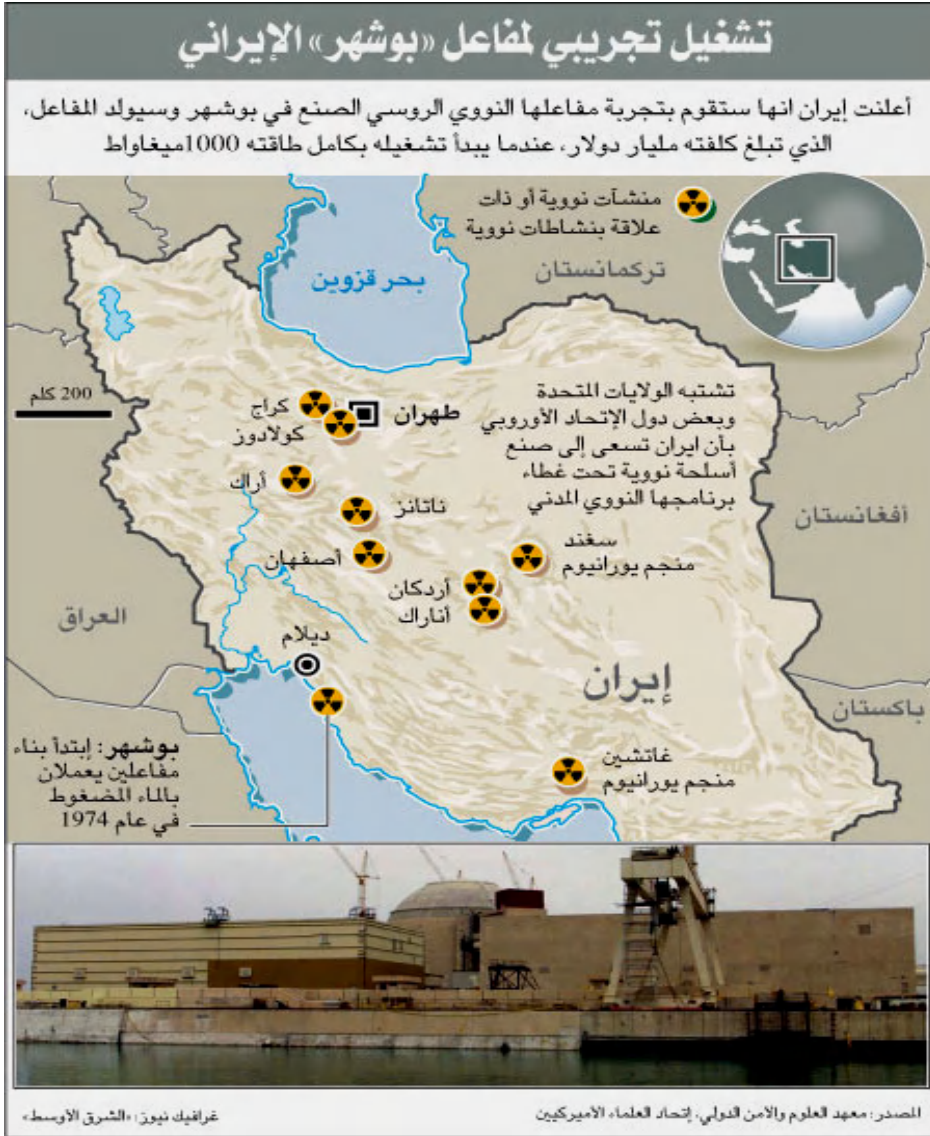 تشغيل تجريبي لمفاعل «بوشهر» الإيراني
أعلنت إيران انها ستقوم بتجربة مفاعلها النووي الروسي الصنع في بوشهر وسيولد المفاعل،
الذي تبلغ كلفته مليار دولار، عندما يبدأ تشغيله بكامل طاقته 1000ميغاواط
منشآت نووية أو ذات
علاقة بنشاطات نووية
تركمانستان
بحر قزوين
200 كلم
تشتبه الولايات المتحدة
وبعض دول الإتحاد الأوروبي
بأن ايران تسعى إلى صنع
أسلحة نووية تحت غطاء
برنامجها النووي المدني
طهران
كراج
كولادوز
أراك
ناتانز
أصفهان
سغند
منجم يورانيوم
أردكان
أناراك
أفغانستان
العراق
ديلام
إيران
باكستان
غاتشين
منجم يورانيوم
بوشهر: إبتدأ بناء
مفاعلين يعملان
بالماء المضغوط
في عام 1974
المصدر: معهد العلوم والامن الدولي، إتحاد العلماء الأميركيين
غرافيك نيوز: «الشرق الأوسط»